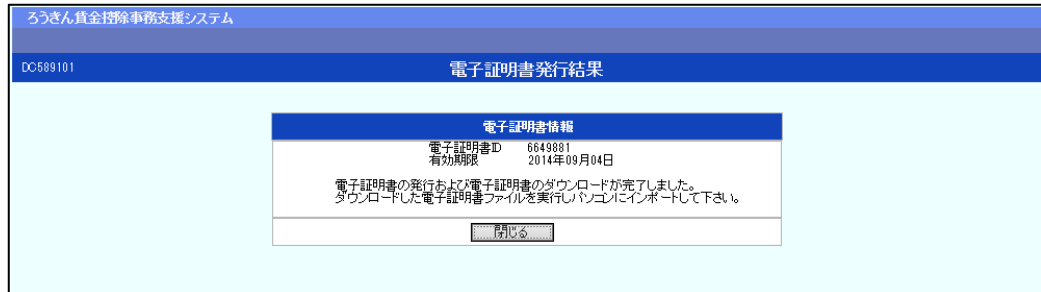 ろうきん賃金控除事務支援システム
DC589101
電子証明書発行結果
電子証明書情報
電子証明書ID 6649881
有効期限 2014年09月04日
電子証明書の発行および電子証明書のダウンロードが完了しました。
ダウンロードした電子証明書ファイルを実行しパソコンにインポートして下さい。
閉じる